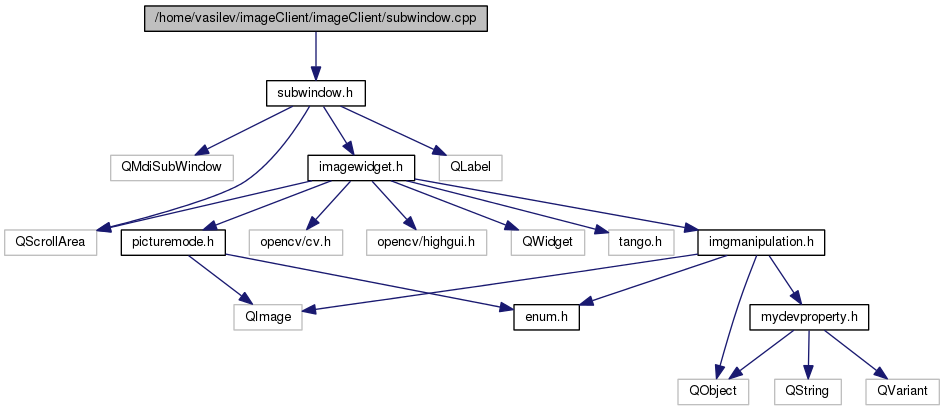 /home/vasilev/imageClient/imageClient/subwindow.cpp
subwindow.h
QMdiSubWindow
imagewidget.h
QLabel
QScrollArea
picturemode.h
opencv/cv.h
opencv/highgui.h
QWidget
tango.h
imgmanipulation.h
QImage
enum.h
mydevproperty.h
QObject
QString
QVariant